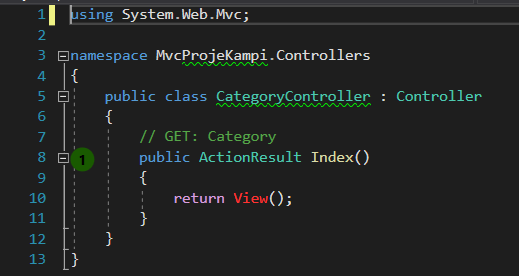 1 using System.Web.Mvc;
2
3 namespace MvcProjeKampi.Controllers
4 {
5 public class CategoryController : Controller
6 {
7 // GET: Category
8 1 public ActionResult Index()
9 {
10 return View();
11 }
12 }
13 }